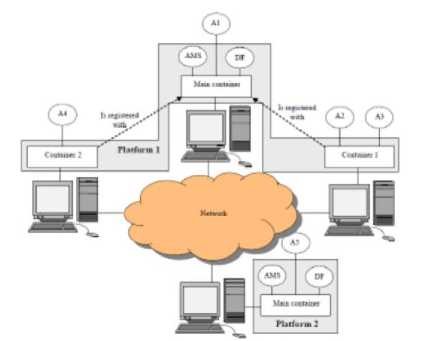 A1
AMS
DF
Main container
A4
Is registered
with
Is registered
with
A2
A3
Container 2
Platform 1
Container 1
Network
A5
AMS
DF
Main container
Platform 2